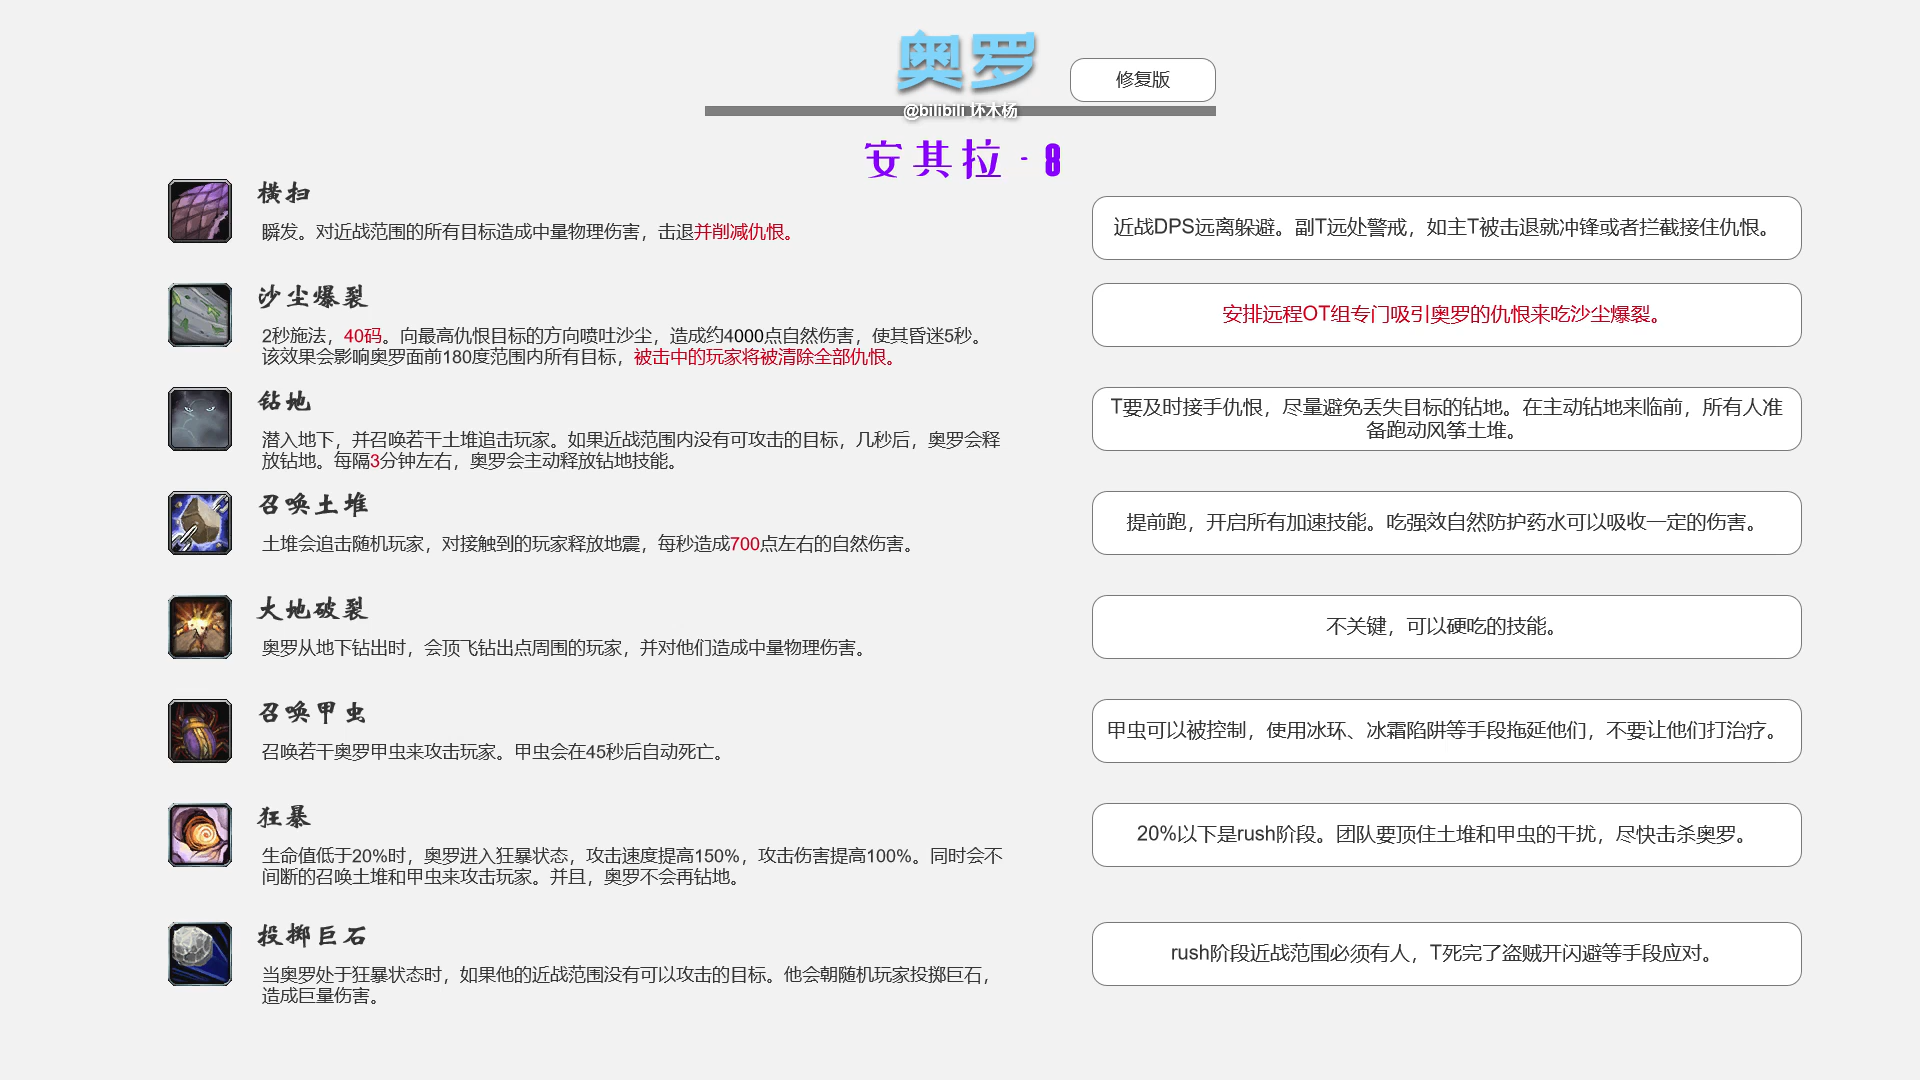 奥罗
修复版
@bilibili 坏木杨
安其拉 - 8
横扫
瞬发。对近战范围的所有目标造成中量物理伤害，击退并削减仇恨。
近战DPS远离躲避。副T远处警戒，如主T被击退就冲锋或者拦截接住仇恨。
沙尘爆裂
2秒施法，40码。向最高仇恨目标的方向喷吐沙尘，造成约4000点自然伤害，使其昏迷5秒。
该效果会影响奥罗面前180度范围内所有目标，被击中的玩家将被清除全部仇恨。
安排远程OT组专门吸引奥罗的仇恨来吃沙尘爆裂。
钻地
潜入地下，并召唤若干土堆追击玩家。如果近战范围内没有可攻击的目标，几秒后，奥罗会释
放钻地。每隔3分钟左右，奥罗会主动释放钻地技能。
T要及时接手仇恨，尽量避免丢失目标的钻地。在主动钻地来临前，所有人准
备跑动风筝土堆。
召唤土堆
土堆会追击随机玩家，对接触到的玩家释放地震，每秒造成700点左右的自然伤害。
提前跑，开启所有加速技能。吃强效自然防护药水可以吸收一定的伤害。
大地破裂
奥罗从地下钻出时，会顶飞钻出点周围的玩家，并对他们造成中量物理伤害。
不关键，可以硬吃的技能。
召唤甲虫
召唤若干奥罗甲虫来攻击玩家。甲虫会在45秒后自动死亡。
甲虫可以被控制，使用冰环、冰霜陷阱等手段拖延他们，不要让他们打治疗。
狂暴
生命值低于20%时，奥罗进入狂暴状态，攻击速度提高150%，攻击伤害提高100%。同时会不
间断的召唤土堆和甲虫来攻击玩家。并且，奥罗不会再钻地。
20%以下是rush阶段。团队要顶住土堆和甲虫的干扰，尽快击杀奥罗。
投掷巨石
当奥罗处于狂暴状态时，如果他的近战范围没有可以攻击的目标。他会朝随机玩家投掷巨石，
造成巨量伤害。
rush阶段近战范围必须有人，T死完了盗贼开闪避等手段应对。